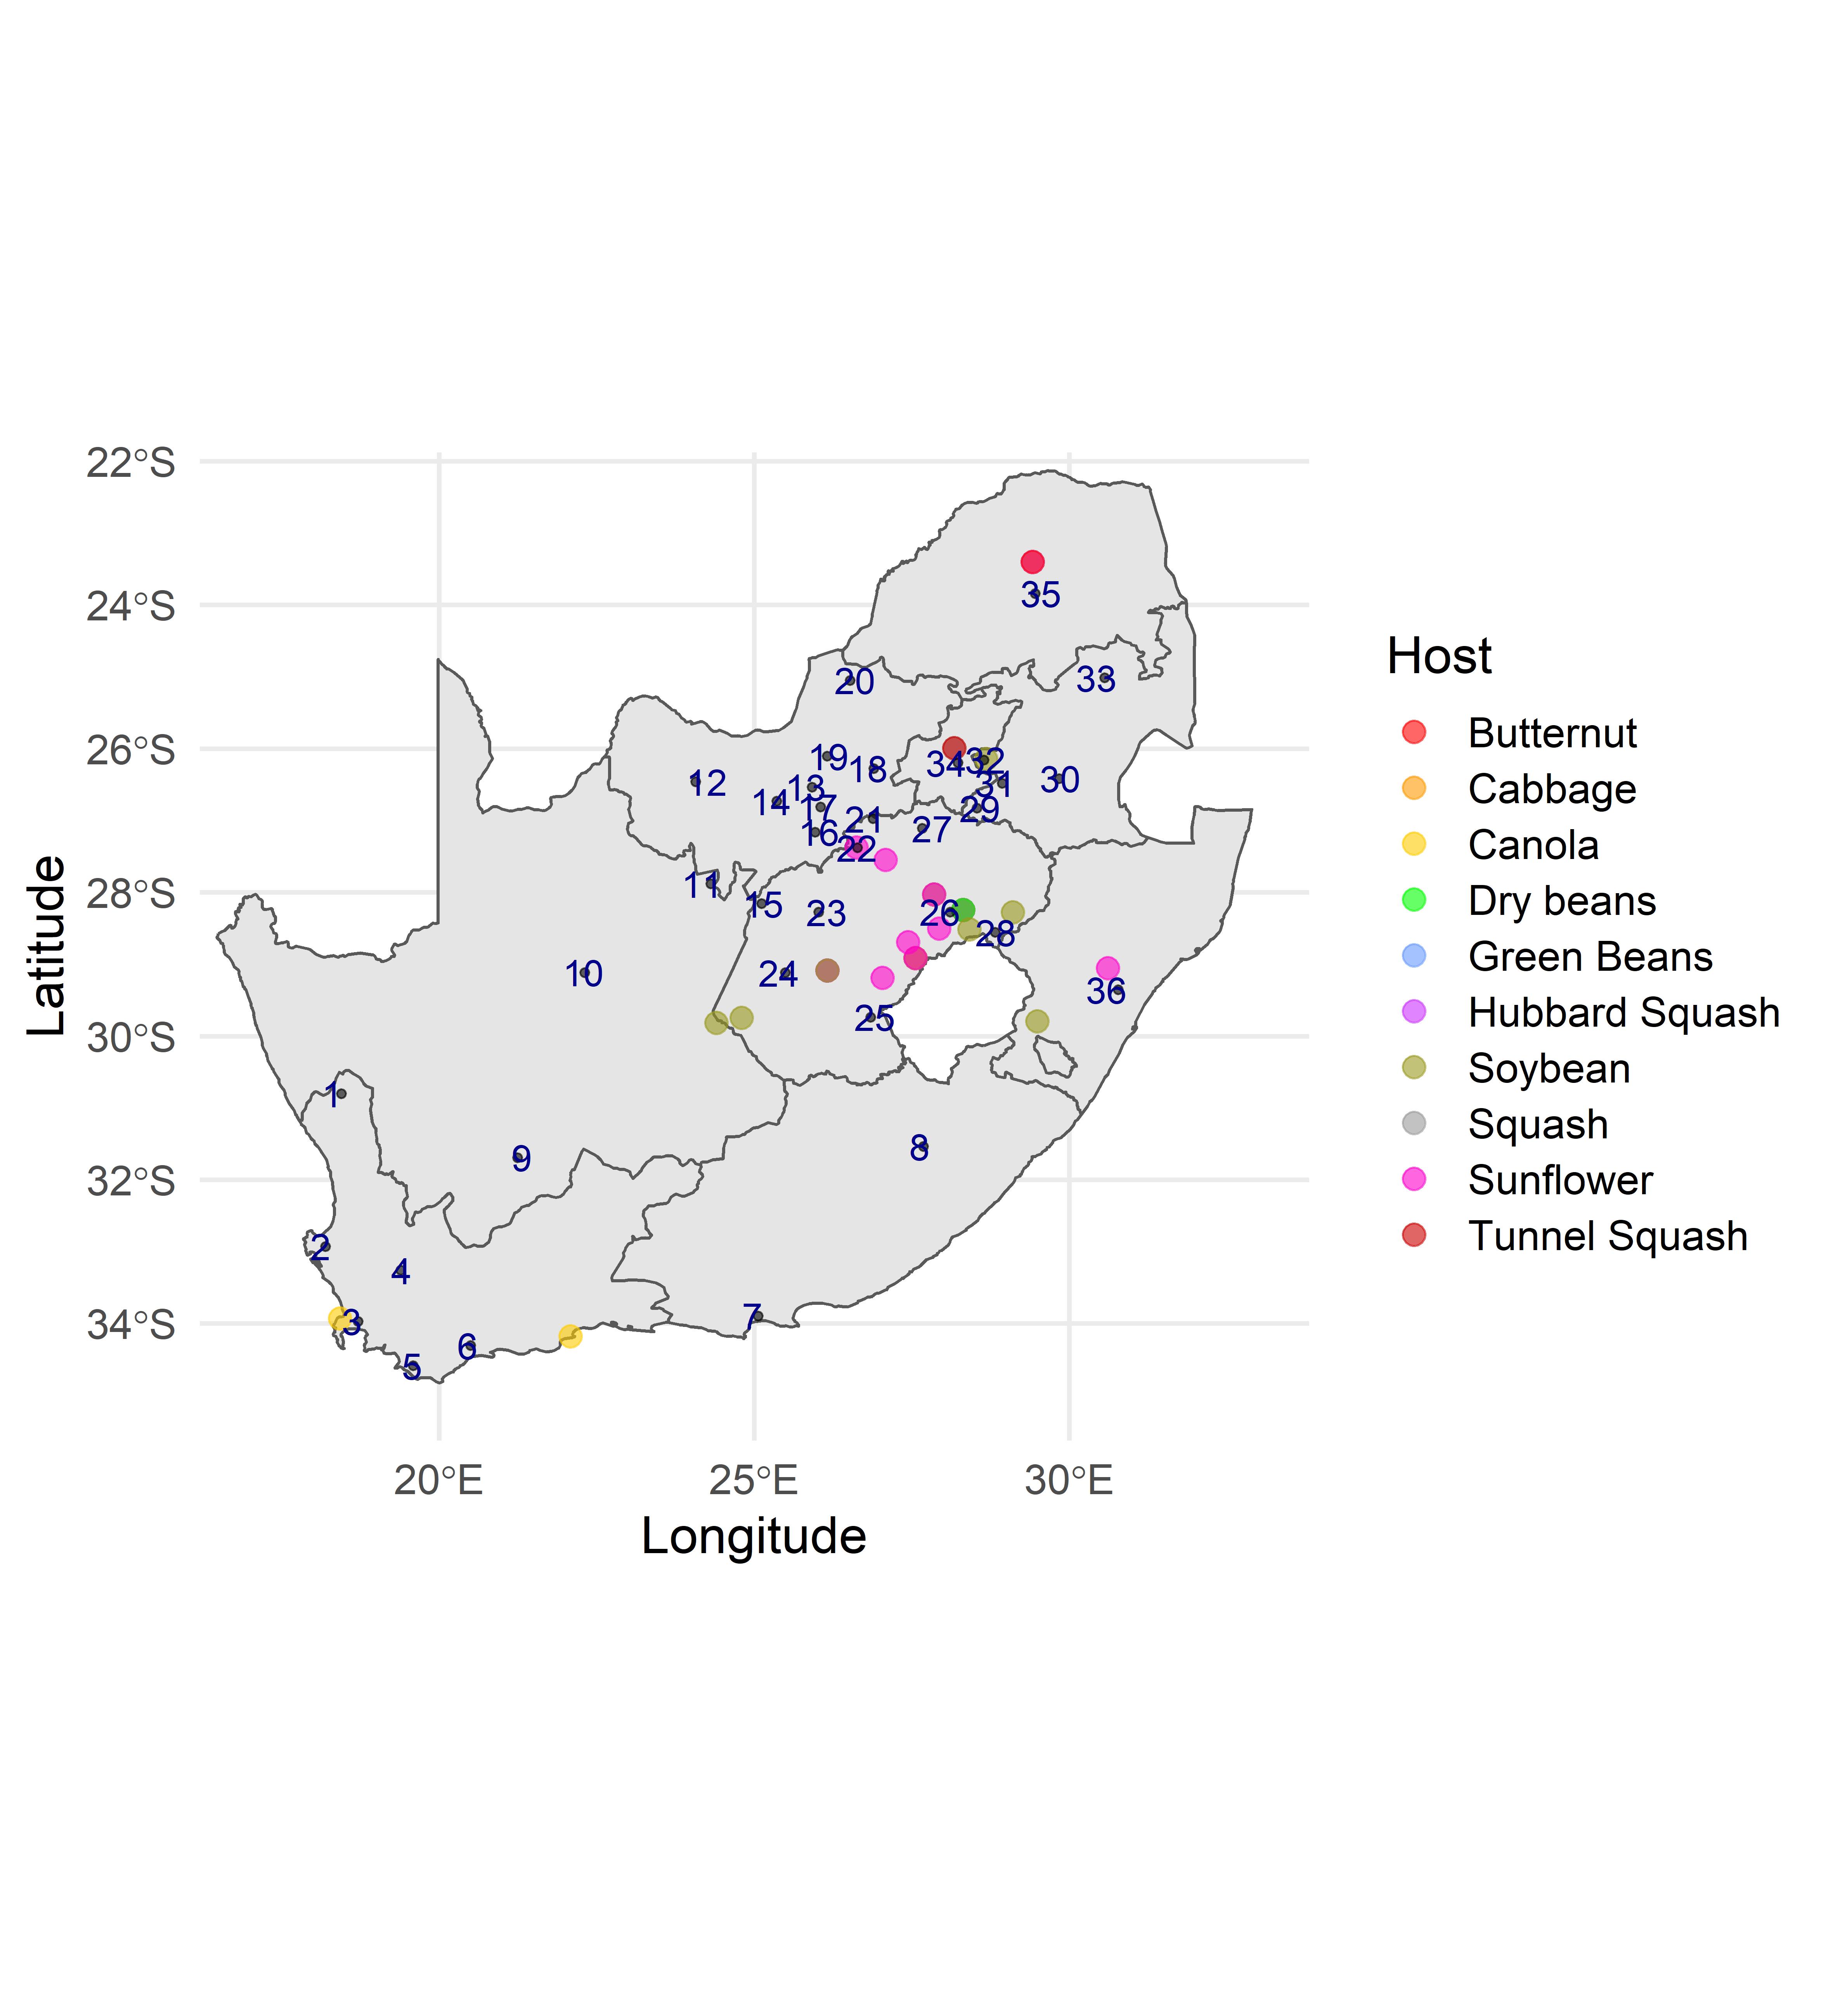 22°S
24°S
26°S
28°S
30°S
32°S
34°S
Latitude
20°E
25°E
30°E
Longitude
35
33
20
19
18
34
32
31
30
12
13
14
17
29
21
16
27
22
11
15
23
26
28
10
24
36
25
1
8
9
2
4
3
7
6
5
Host
Butternut
Cabbage
Canola
Dry beans
Green Beans
Hubbard Squash
Soybean
Squash
Sunflower
Tunnel Squash